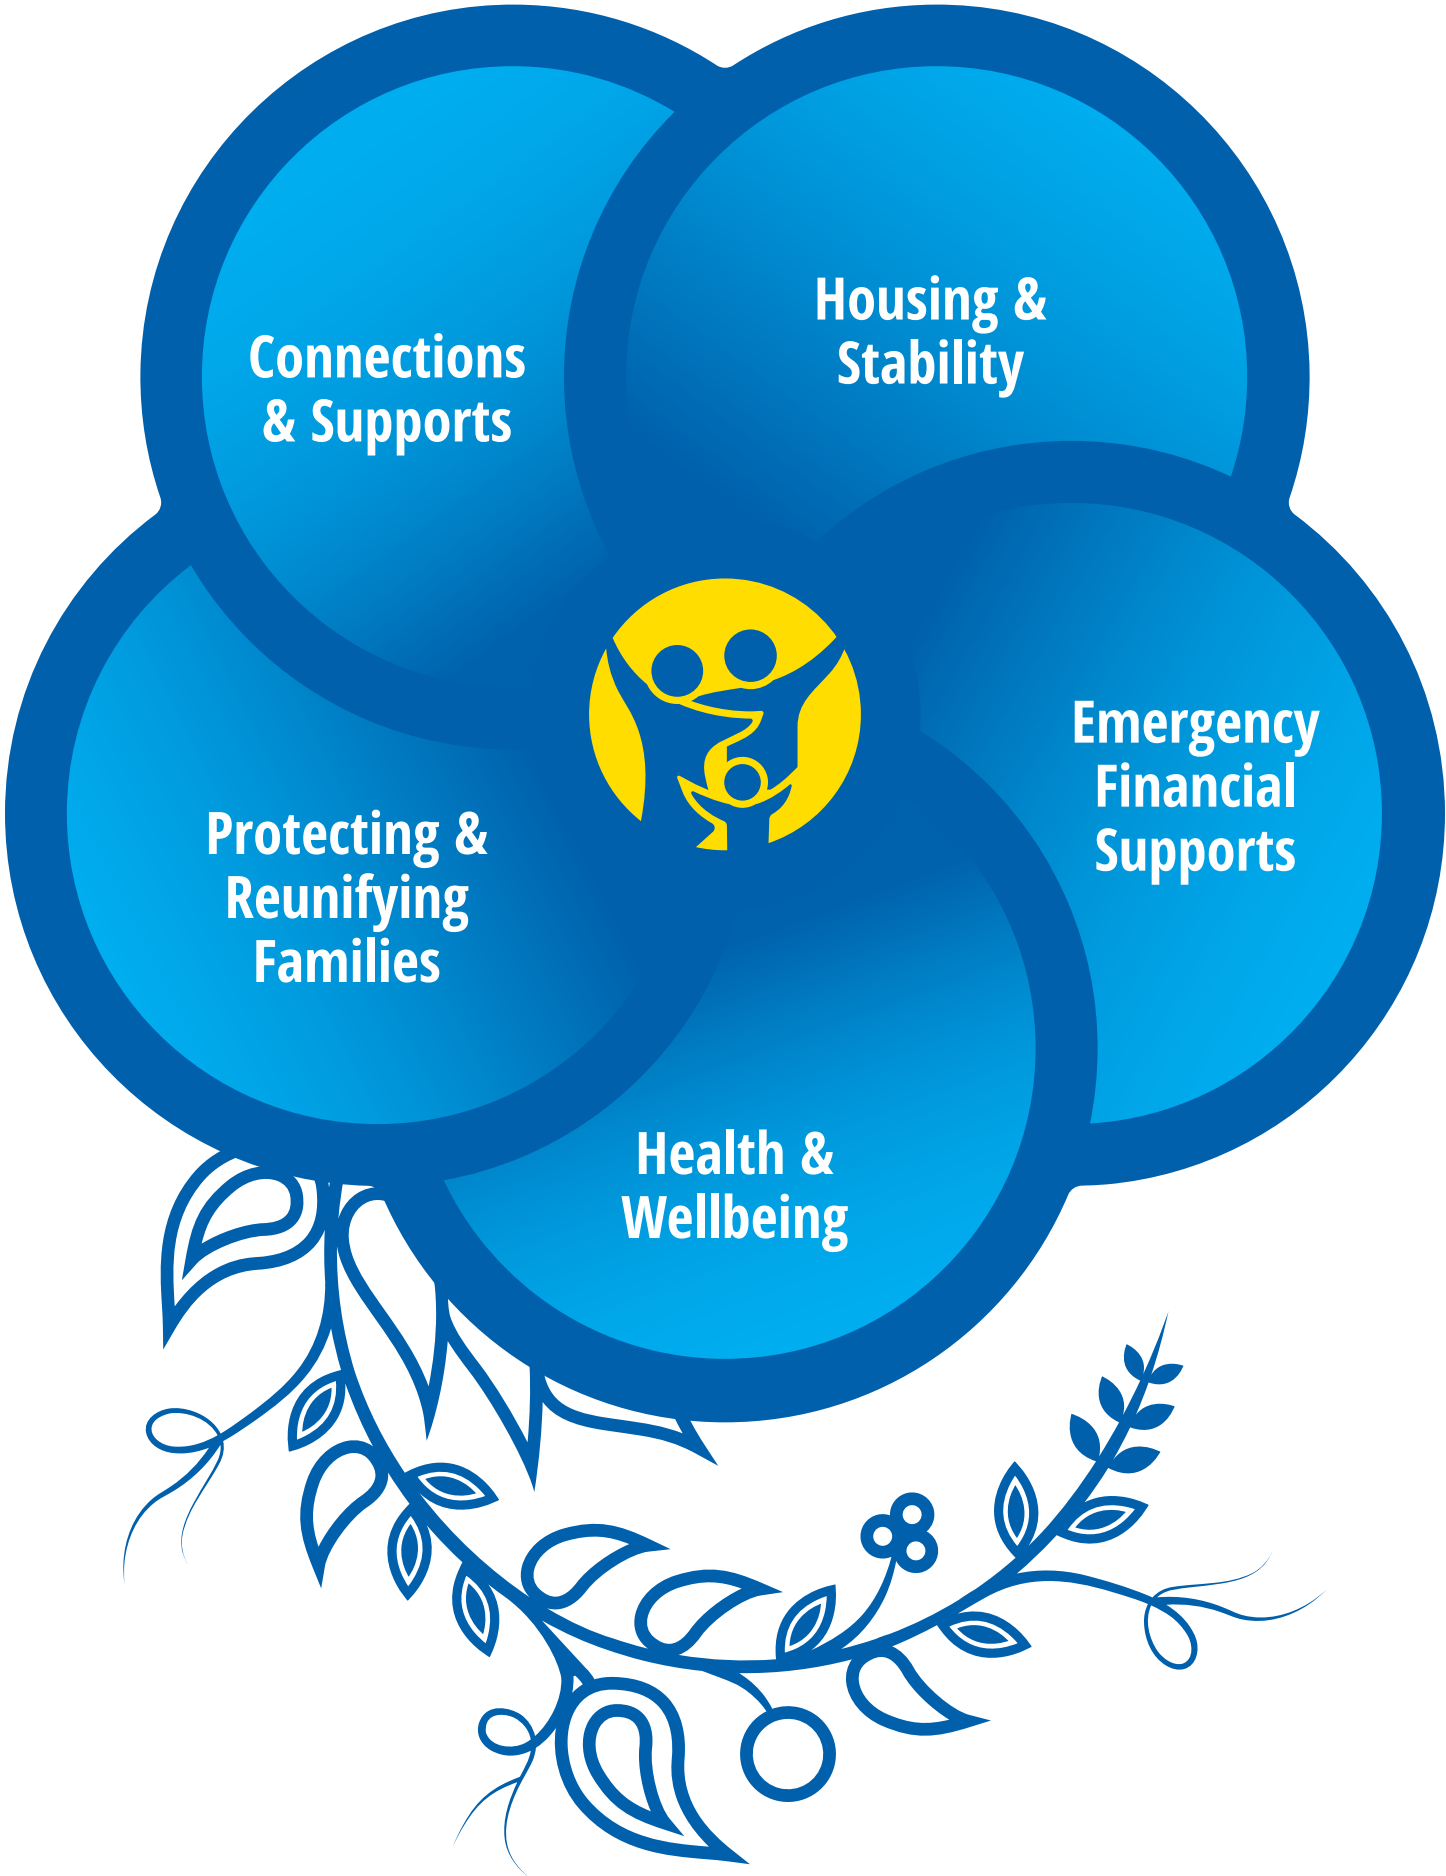 Connections
& Supports
Housing &
Stability
Emergency
Financial
Supports
Health &
Wellbeing
Protecting &
Reunifying
Families